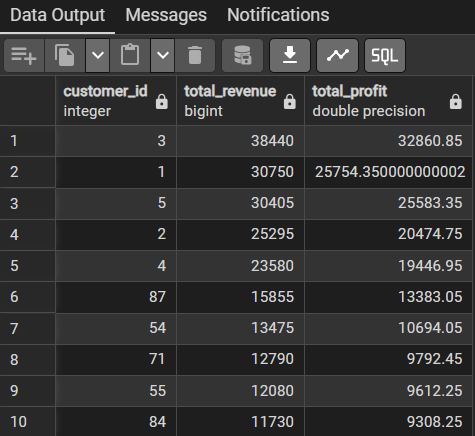 Data Output Messages Notifications
SQL
customer_id total_revenue total_profit
integer bigint double precision
1 3 38440 32860.85
2 1 30750 25754.350000000002
3 5 30405 25583.35
4 2 25295 20474.75
5 4 23580 19446.95
6 87 15855 13383.05
7 54 13475 10694.05
8 71 12790 9792.45
9 55 12080 9612.25
10 84 11730 9308.25